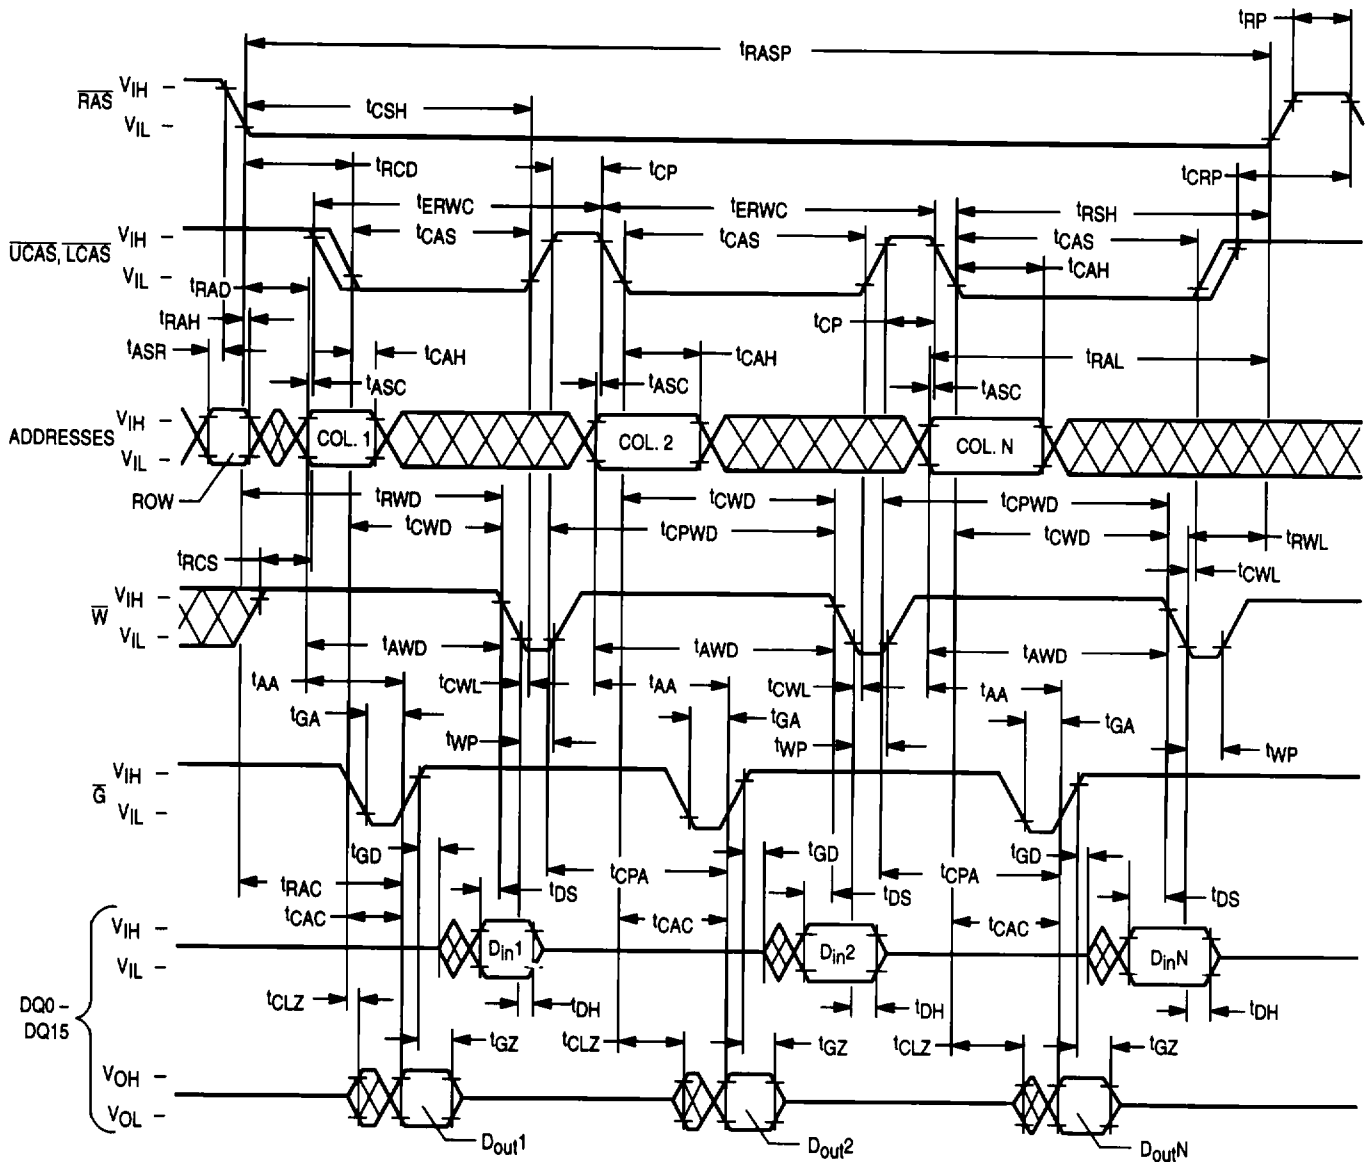 tRP
tRASP
RAS VIH
VIL
tCSH
tRCD
tCP
tCRP
tERWC tERWC tRSH
UCAS, LCAS VIH
VIL
tCAS tCAS tCAS
tCAH
tRAD
tRAH
tCP
tASR
tCAH tCAH
tRAL
tASC tASC
tASC
ADDRESSES VIH
VIL
COL. 1 COL. 2 COL. N
ROW
tRWD tCWD tCPWD
tCWD tCPWD tCWD tRWL
tRCS
tCWL
W VIH
VIL
tAWD tAWD tAWD
tAA tCWL tAA tCWL tAA
tGA tGA tGA
tWP tWP tWP
G VIH
VIL
tGD tGD tGD
tRAC tDS tCPA tDS tCPA tDS
tCAC tCAC tCAC
DQ0 –
DQ15
VIH
VIL
Din1 Din2 DinN
tCLZ tDH tDH tDH
tGZ tCLZ tGZ tCLZ tGZ
VOH
VOL
Dout1 Dout2 DoutN